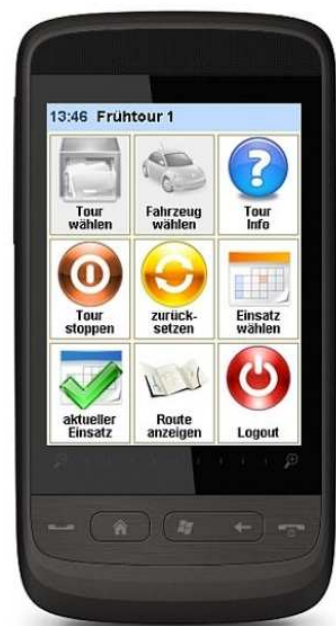 13:46 Frühtour 1
Tour
wählen
Fahrzeug
wählen
Tour
Info
Tour
stoppen
zurück-
setzen
Einsatz
wählen
aktueller
Einsatz
Route
anzeigen
Logout